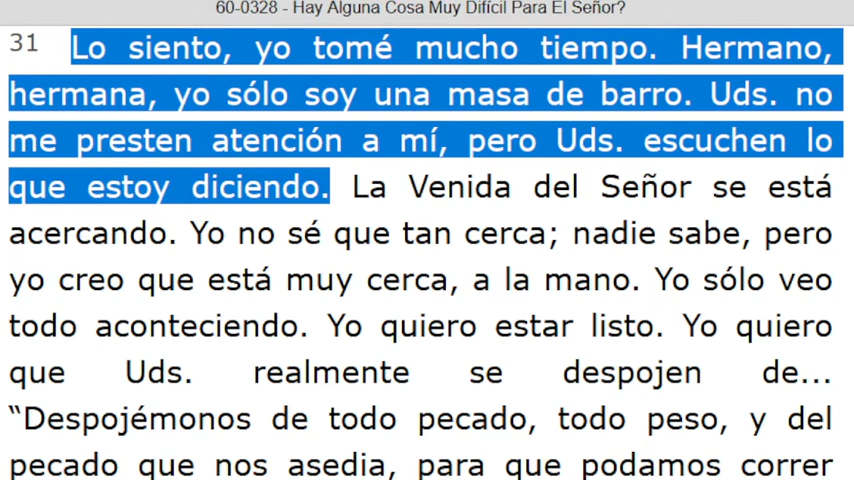 60-0328 - Hay Alguna Cosa Muy Difícil Para El Señor?
31 Lo siento, yo tomé mucho tiempo. Hermano,
hermana, yo sólo soy una masa de barro. Uds. no
me presten atención a mí, pero Uds. escuchen lo
que estoy diciendo. La Venida del Señor se está
acercando. Yo no sé que tan cerca; nadie sabe, pero
yo creo que está muy cerca, a la mano. Yo sólo veo
todo aconteciendo. Yo quiero estar listo. Yo quiero
que Uds. realmente se despojen de...
“Despojémonos de todo pecado, todo peso, y del
pecado que nos asedia, para que podamos correr